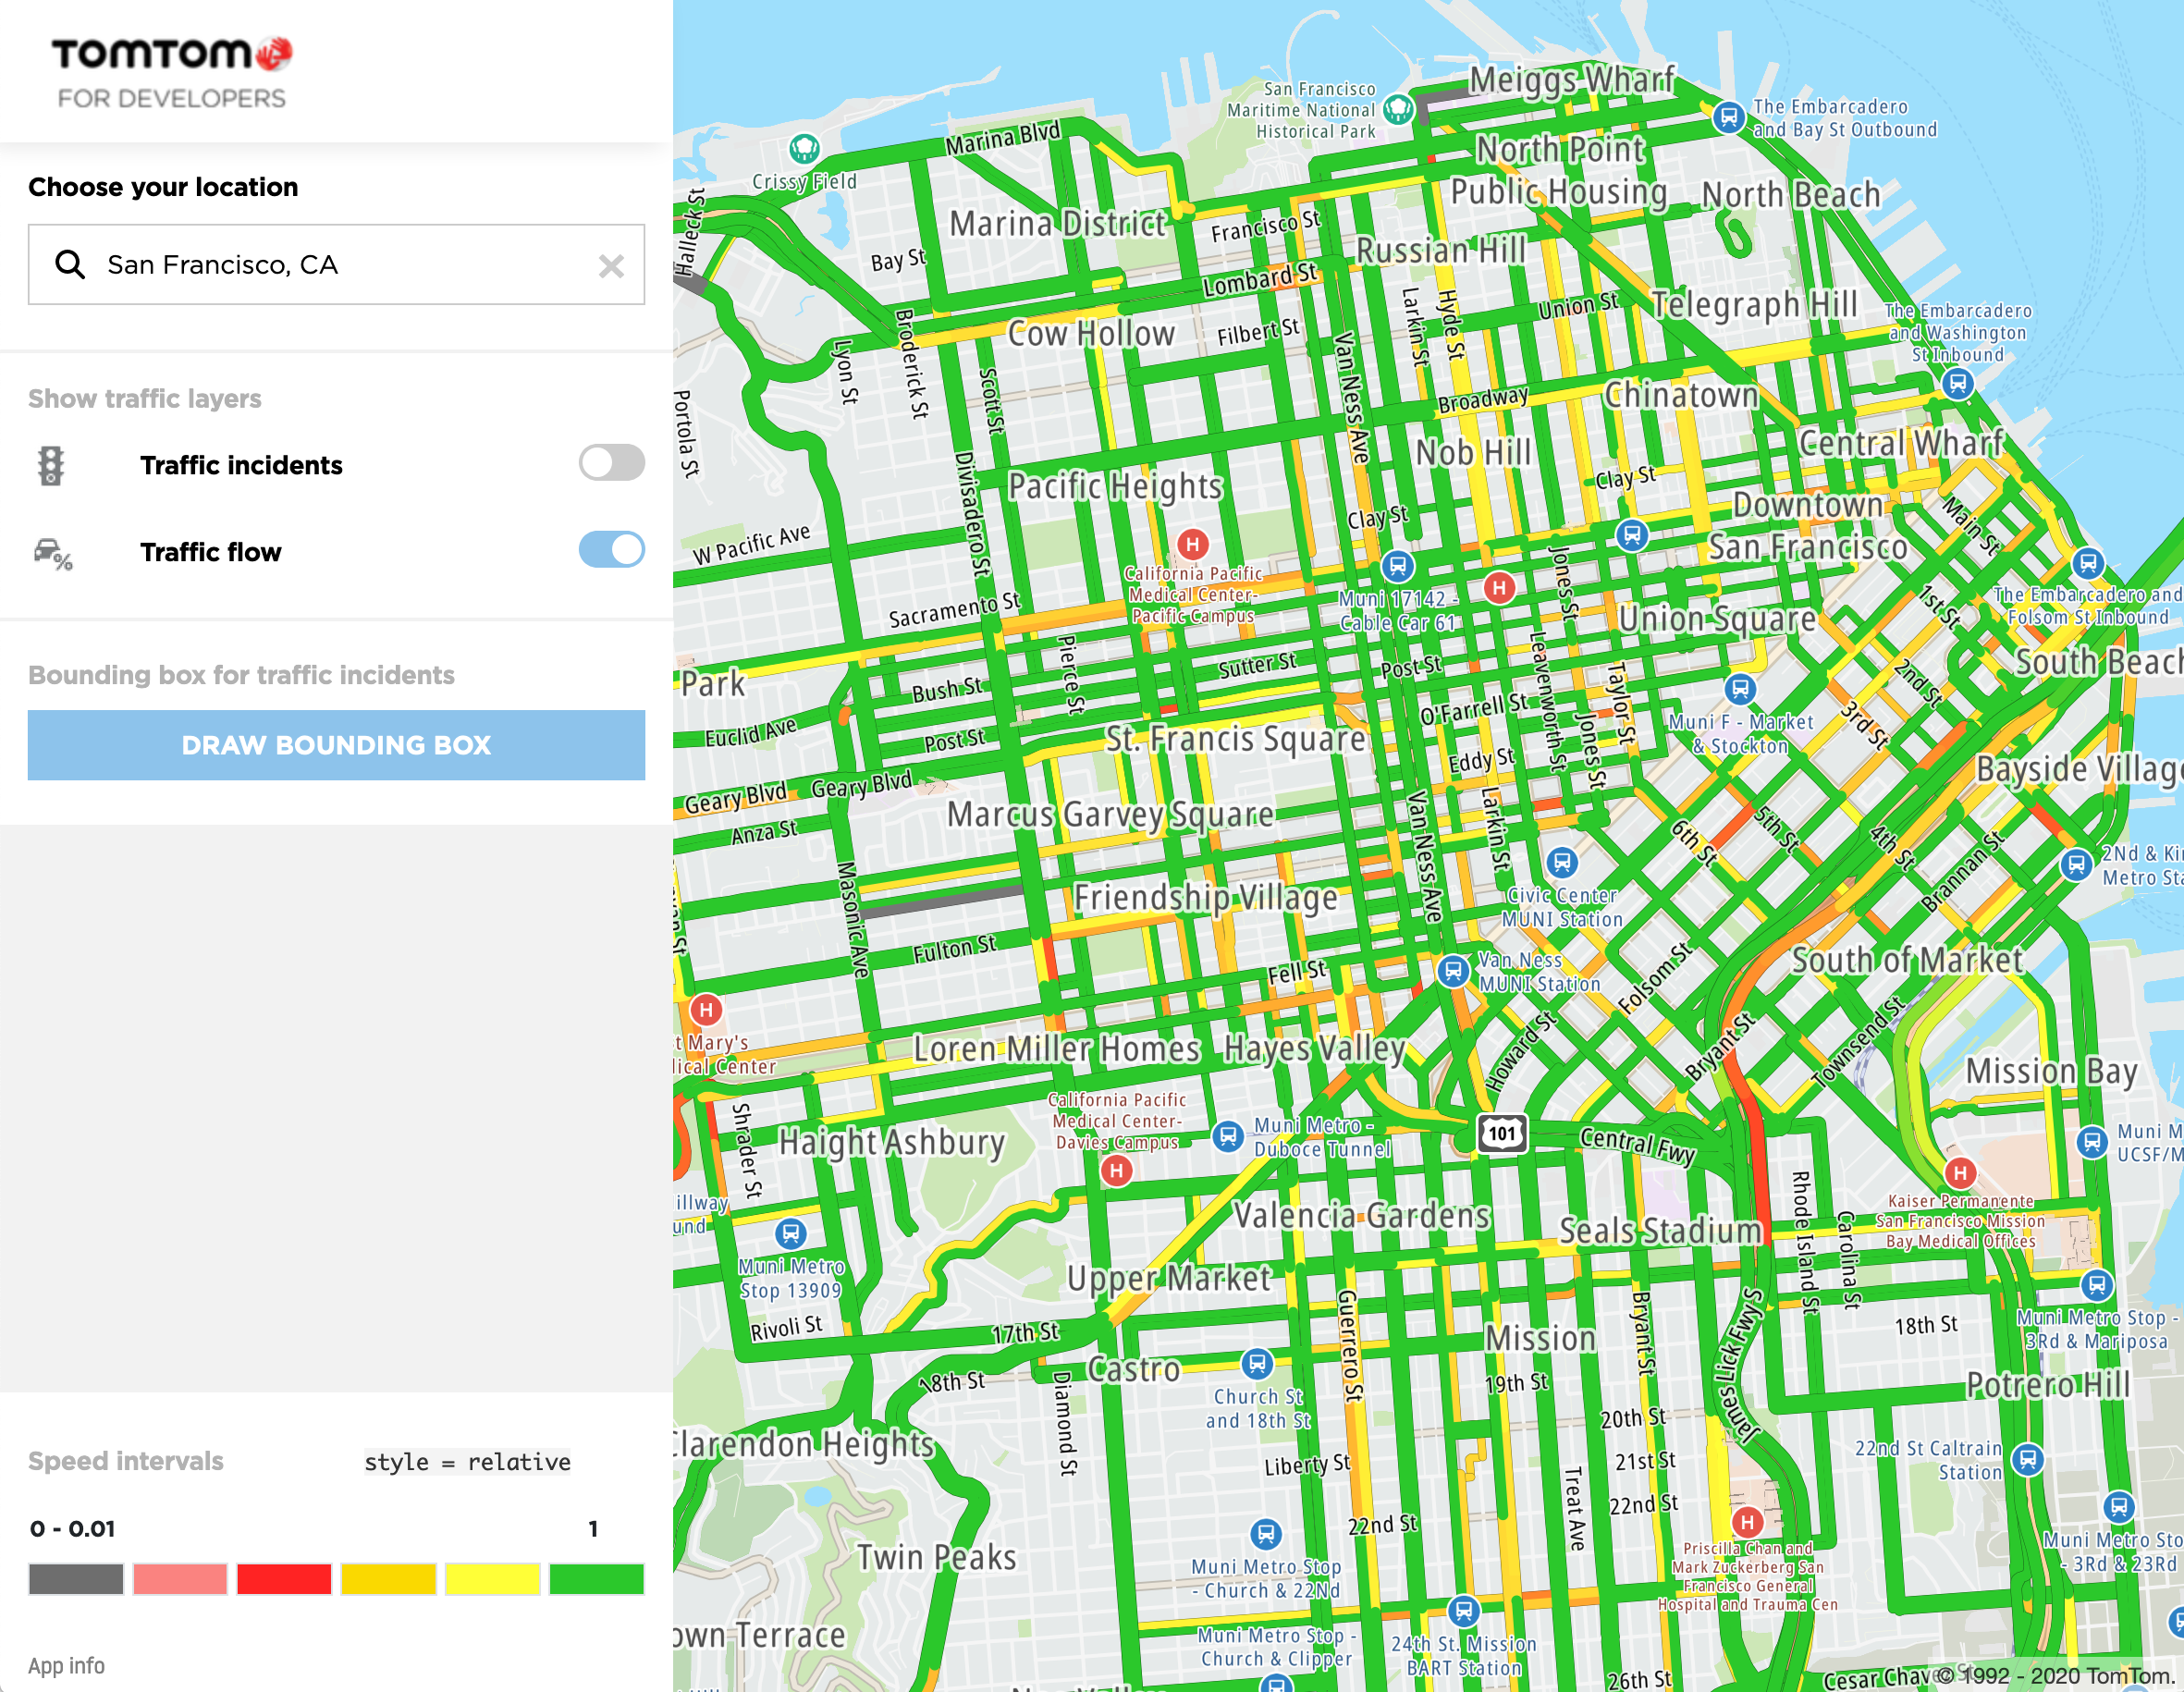 TOMTOM
FOR DEVELOPERS
Choose your location
San Francisco, CA
Show traffic layers
Traffic incidents
Traffic flow
Bounding box for traffic incidents
DRAW BOUNDING BOX
Speed intervals
style = relative
0 - 0.01
1
App info
Meiggs Wharf
San Francisco
Maritime National
Historical Park
The Embarcadero
and Bay St Outbound
Marina Blvd
North Point
Public Housing
North Beach
Crissy Field
Halleck St
Marina District
Francisco St
Russian Hill
Bay St
Lombard St
Union St
Telegraph Hill
The Embarcadero
and Washington
St Inbound
Cow Hollow
Filbert St
Larkin St
Hyde St
Van Ness Ave
Lyon St
Broderick St
Scott St
Portola St
Broadway
Chinatown
Nob Hill
Central Wharf
Clay St
Pacific Heights
Divisadero St
Clay St
Downtown
San Francisco
Main St
W Pacific Ave
California Pacific
Medical Center-
Pacific Campus
Muni 17142 -
Cable Car 61
Jones St
Union Square
1st St
The Embarcadero and
Folsom St Inbound
Sacramento St
Pierce St
Sutter St
Post St
Leavenworth St
Taylor St
South Beach
Park
Bush St
2nd St
O'Farrell St
Jones St
Muni F - Market
& Stockton
3rd St
Euclid Ave
Post St
St. Francis Square
Eddy St
Bayside Village
Geary Blvd
Geary Blvd
Anza St
Marcus Garvey Square
Van Ness Ave
Larkin St
6th St
5th St
4th St
Brannan St
2Nd & Ki
Metro Sta
Masonic Ave
Friendship Village
Civic Center
MUNI Station
Fulton St
Fell St
Van Ness
MUNI Station
Folsom St
South of Market
t Mary's
lical Center
Loren Miller Homes
Hayes Valley
Howard St
Bryant St
Townsend St
Mission Bay
Shrader St
Haight Ashbury
California Pacific
Medical Center-
Davies Campus
Muni Metro -
Duboce Tunnel
101
Central Fwy
Muni M
UCSF/M
illway
und
Muni Metro
Stop 13909
Valencia Gardens
Seals Stadium
Rhode Island St
Carolina St
Kaiser Permanente
San Francisco Mission
Bay Medical Offices
Upper Market
Rivoli St
17th St
Guerrero St
Mission
Bryant St
James Lick Fwy S
18th St
Muni Metro Stop -
3Rd & Mariposa
18th St
Castro
Church St
and 18th St
19th St
Potrero Hill
Diamond St
20th St
Clarendon Heights
Liberty St
21st St
22nd St Caltrain
Station
Treat Ave
22nd St
22nd St
Twin Peaks
Muni Metro Stop
- Church & 22Nd
Priscilla Chan and
Mark Zuckerberg San
Francisco General
Hospital and Trauma Cen
Muni Metro Sto
- 3Rd & 23Rd
own Terrace
Muni Metro Stop -
Church & Clipper
24th St. Mission
BART Station
26th St
Cesar Chav
© 1992 - 2020 TomTom.